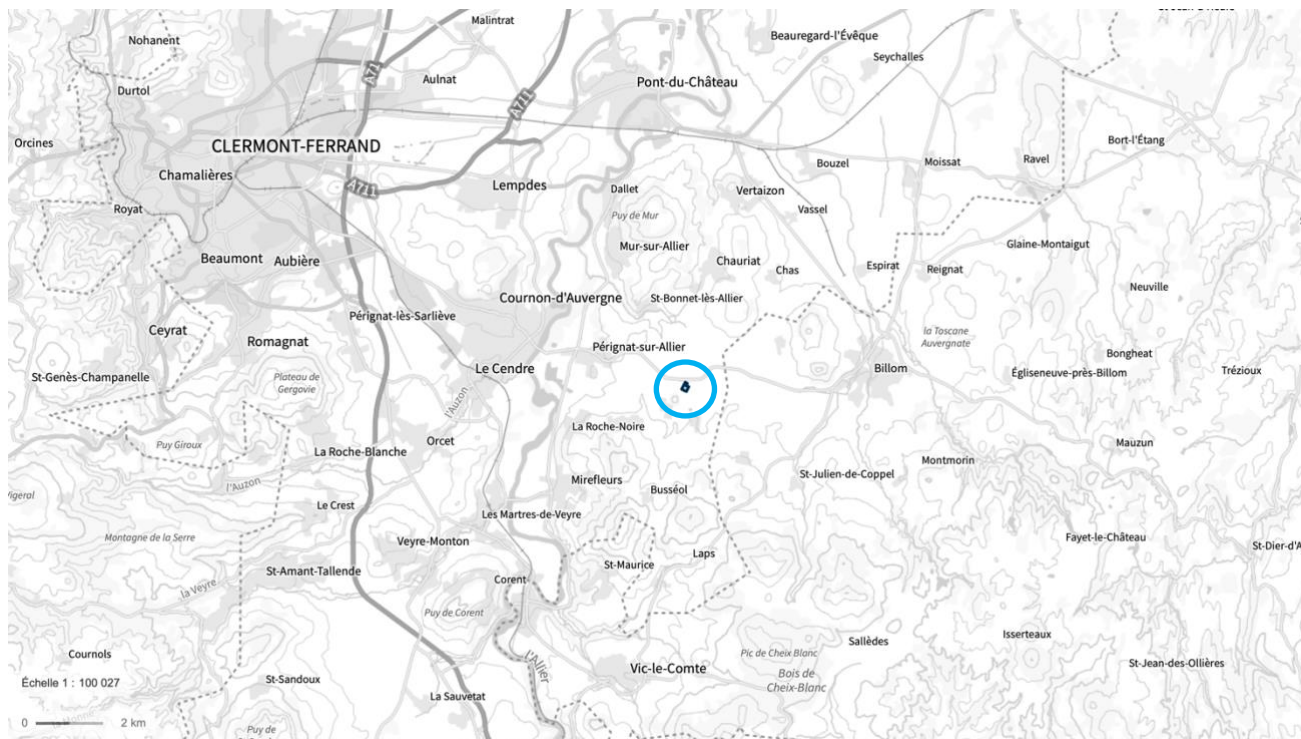 Malintrat
Nohanent
Beauregard-l'Évêque
Seychalles
A71
Aulnat
Pont-du-Château
Durtol
A711
Orcines
CLERMONT-FERRAND
Bort-l'Étang
Ravel
Bouzel
Moissat
Chamalières
A711
Lempdes
Dallet
Vertaizon
Royat
Vassel
Puy de Mur
Mur-sur-Allier
Glaine-Montaigut
Beaumont
Aubière
Chauriat
Chas
Espirat
Reignat
Neuville
Cournon-d'Auvergne
St-Bonnet-lès-Allier
Pérignat-lès-Sarliève
Ceyrat
Romagnat
la Toscane
Auvergnate
Pérignat-sur-Allier
Bongheat
Le Cendre
Billom
Égliseneuve-près-Billom
Trézioux
St-Genès-Champanelle
Plateau de
Gergovie
l'Auzon
La Roche-Noire
Puy Giroux
Orcet
Mauzun
La Roche-Blanche
Montmorin
St-Julien-de-Coppel
l'Auzon
Mirefleurs
Busséol
Le Crest
Les Martres-de-Veyre
Montagne de la Serre
Veyre-Monton
Fayet-le-Château
St-Dier-d'A
Laps
St-Maurice
St-Amant-Tallende
Corent
la Veyre
Puy de Corent
Isserteaux
Sallèdes
Cournols
Pic de Cheix Blanc
l'Allier
Vic-le-Comte
St-Jean-des-Ollières
Bois de
Cheix-Blanc
St-Sandoux
Échelle 1 : 100 027
La Sauvetat
0 2 km
Puy de